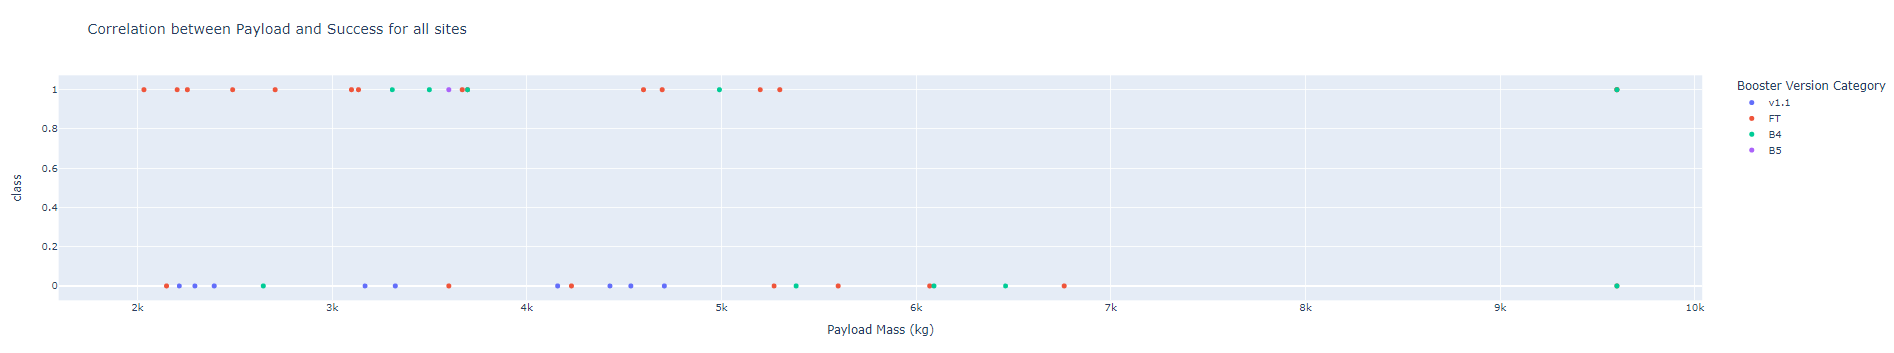 Correlation between Payload and Success for all sites
Booster Version Category
v1.1
FT
B4
B5
class
1
0.8
0.6
0.4
0.2
0
2k
3k
4k
5k
6k
7k
8k
9k
10k
Payload Mass (kg)